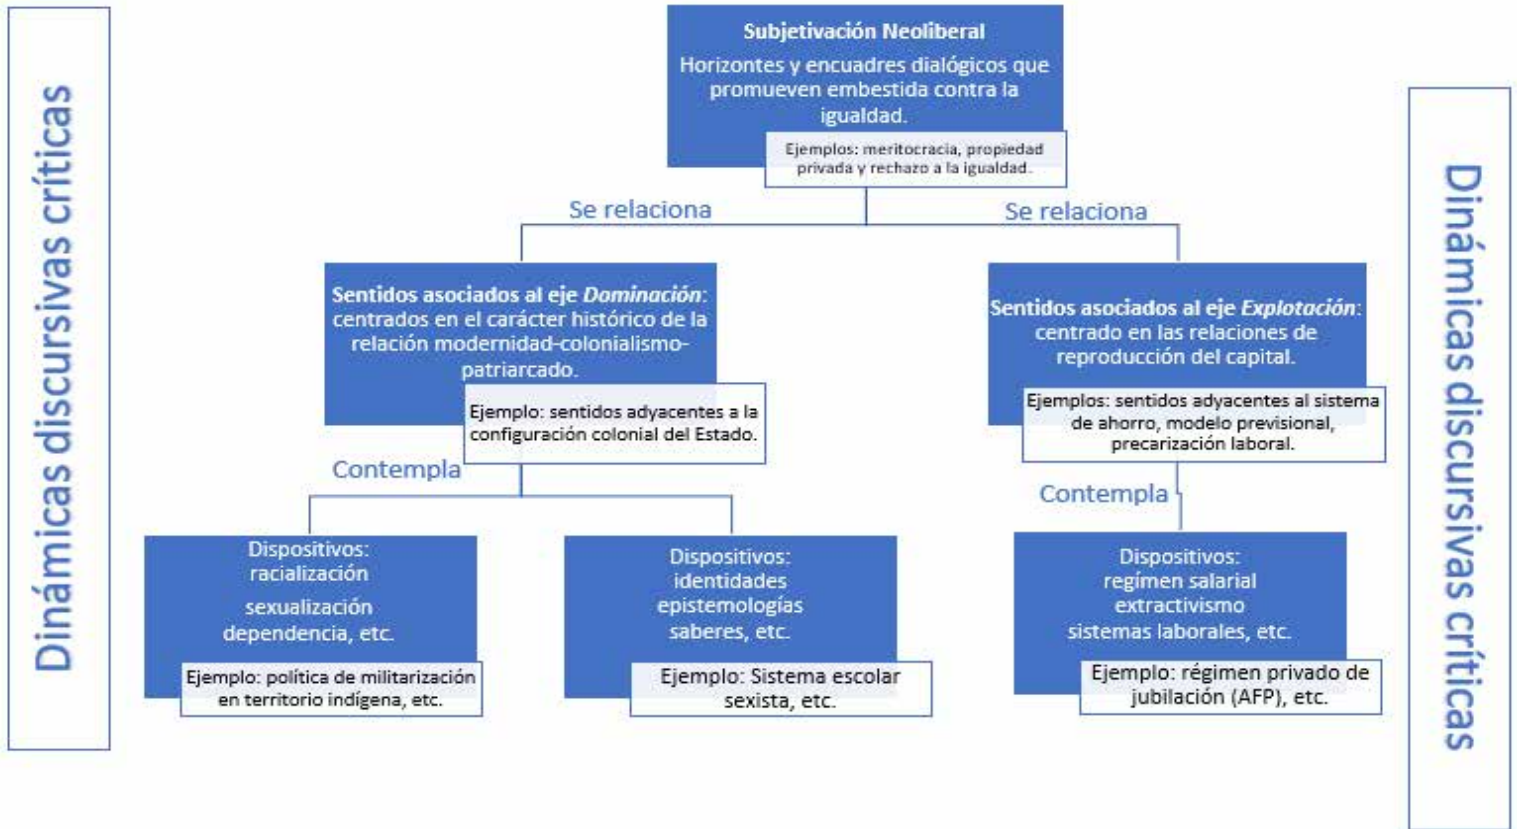 Dinámicas discursivas críticas
Subjetivación Neoliberal
Horizontes y encuadres dialógicos que
promueven embestida contra la
igualdad.
Ejemplos: meritocracia, propiedad
privada y rechazo a la igualdad.
Se relaciona
Se relaciona
Sentidos asociados al eje Dominación:
centrados en el carácter histórico de la
relación modernidad-colonialismo-
patriarcado.
Ejemplo: sentidos adyacentes a la
configuración colonial del Estado.
Sentidos asociados al eje Explotación:
centrado en las relaciones de
reproducción del capital.
Ejemplos: sentidos adyacentes al sistema
de ahorro, modelo previsional,
precarización laboral.
Contempla
Contempla
Dispositivos:
racialización
sexualización
dependencia, etc.
Ejemplo: política de militarización
en territorio indígena, etc.
Dispositivos:
identidades
epistemologías
saberes, etc.
Ejemplo: Sistema escolar
sexista, etc.
Dispositivos:
regímen salarial
extractivismo
sistemas laborales, etc.
Ejemplo: régimen privado de
jubilación (AFP), etc.
Dinámicas discursivas críticas